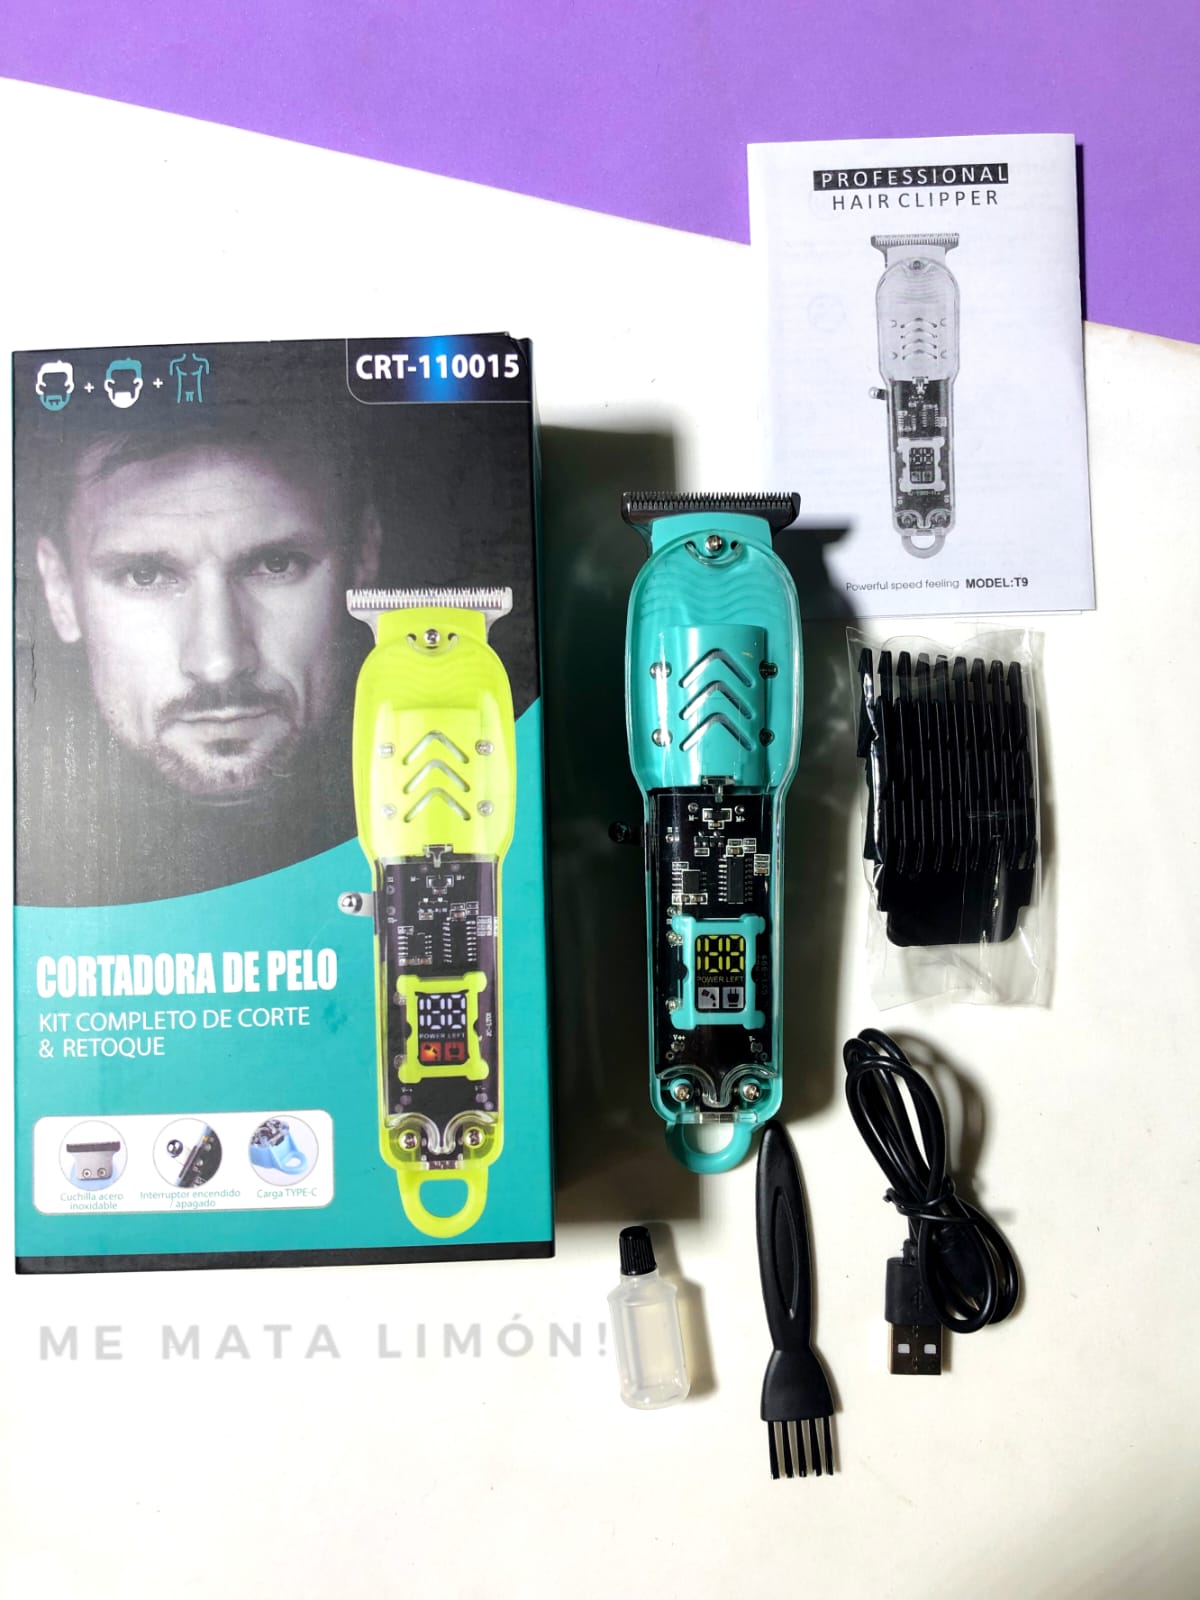 PROFESSIONAL
HAIR CLIPPER
Powerful speed feeling MODEL:T9
CRT-110015
CORTADORA DE PELO
KIT COMPLETO DE CORTE
& RETOQUE
Cuchilla acero
inoxidable
Interruptor encendido
/ apagado
Carga TYPE-C
188
POWER LEFT
M-
M+
188
POWER LEFT
M-
M+
ME MATA LIMÓN!